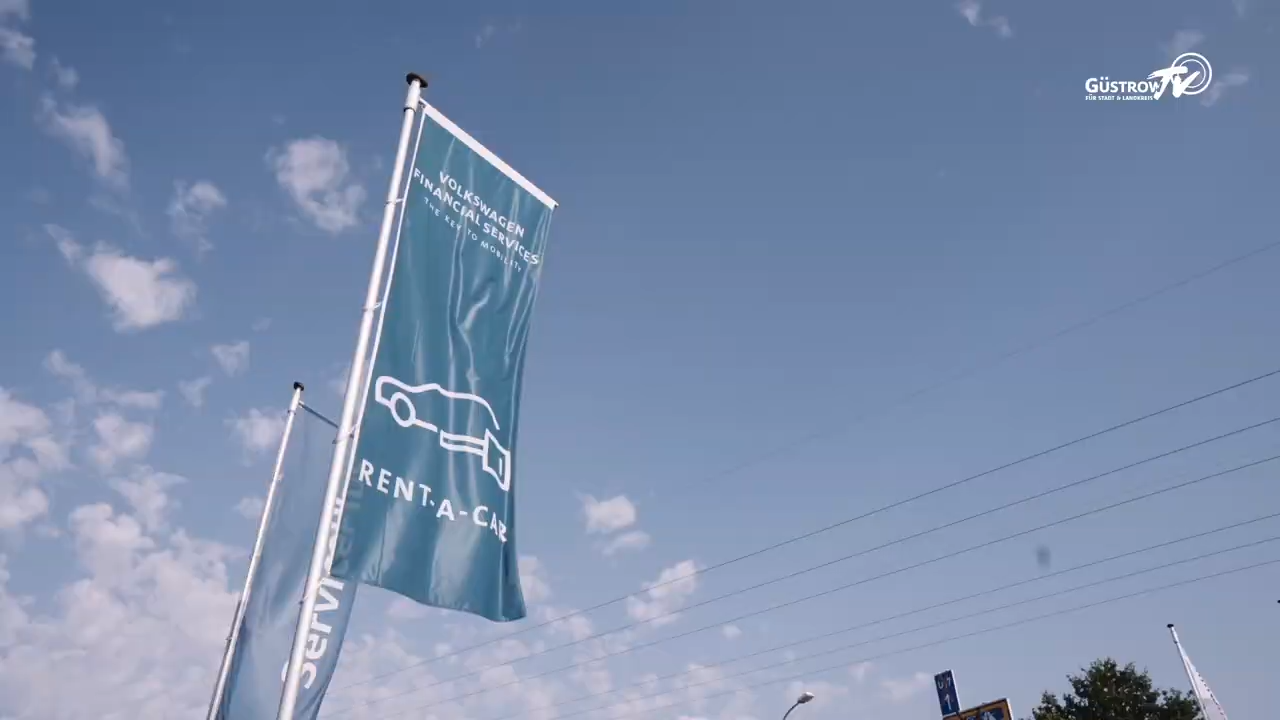 GÜSTROW TV
FÜR STADT & LANDKREIS
VOLKSWAGEN
FINANCIAL SERVICES
THE KEY TO MOBILITY
RENT-A-CAR
Service